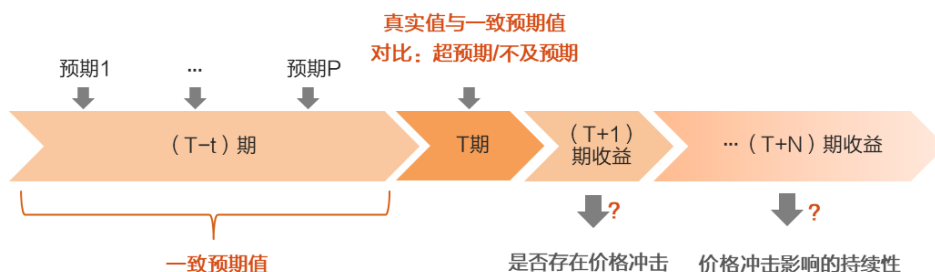 真实值与一致预期值
对比：超预期/不及预期
预期1
...
预期P
（T-t）期
T期
（T+1）
期收益
...（T+N）期收益
?
?
一致预期值
是否存在价格冲击
价格冲击影响的持续性